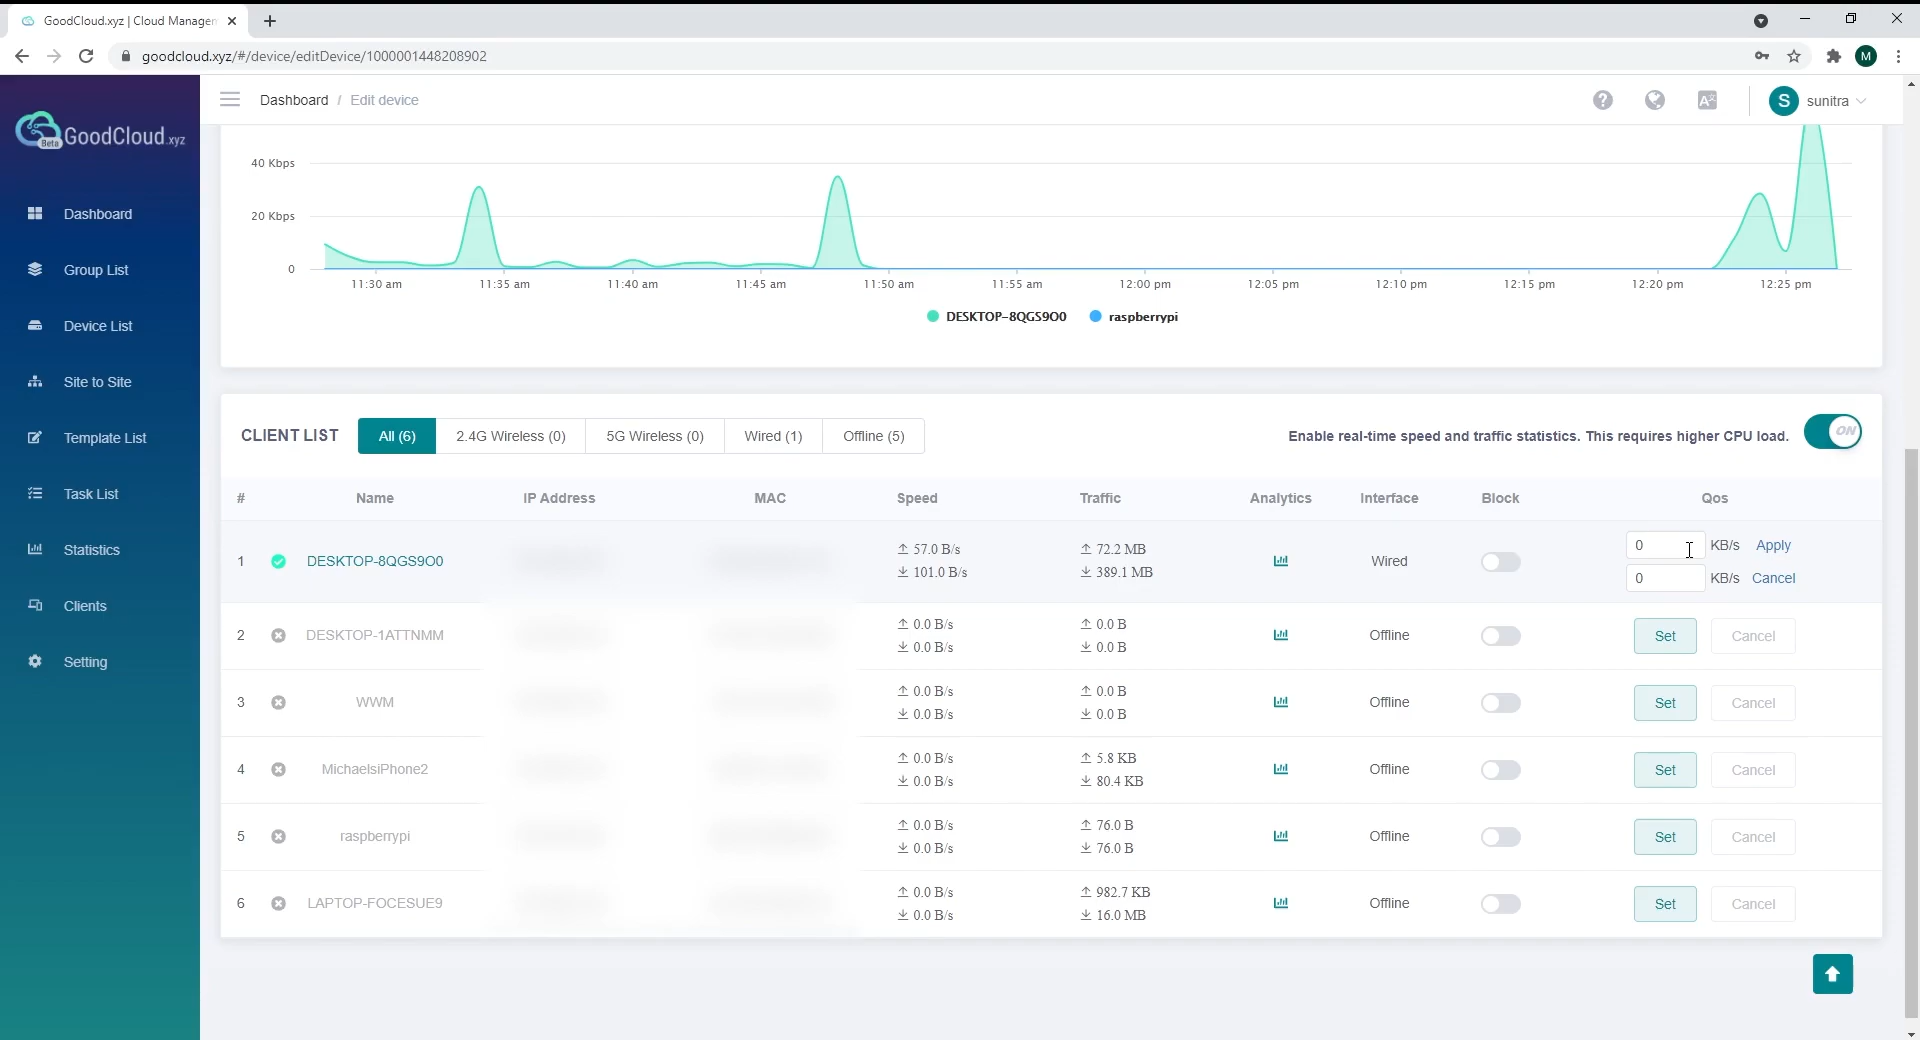 GoodCloud.xyz | Cloud Managem
goodcloud.xyz/#/device/editDevice/1000001448208902
M
GoodCloud.xyz
Beta
Dashboard / Edit device
S sunitra
Dashboard
Group List
Device List
Site to Site
Template List
Task List
Statistics
Clients
Setting
40 Kbps
20 Kbps
0
11:30 am 11:35 am 11:40 am 11:45 am 11:50 am 11:55 am 12:00 pm 12:05 pm 12:10 pm 12:15 pm 12:20 pm 12:25 pm
DESKTOP-8QGS9O0 raspberrypi
CLIENT LIST All (6) 2.4G Wireless (0) 5G Wireless (0) Wired (1) Offline (5) Enable real-time speed and traffic statistics. This requires higher CPU load. ON
# Name IP Address MAC Speed Traffic Analytics Interface Block Qos
1 DESKTOP-8QGS9O0 57.0 B/s 72.2 MB Wired 0 KB/s Apply
101.0 B/s 389.1 MB 0 KB/s Cancel
2 DESKTOP-1ATTNMM 0.0 B/s 0.0 B Offline Set Cancel
0.0 B/s 0.0 B
3 WWM 0.0 B/s 0.0 B Offline Set Cancel
0.0 B/s 0.0 B
4 MichaelsiPhone2 0.0 B/s 5.8 KB Offline Set Cancel
0.0 B/s 80.4 KB
5 raspberrypi 0.0 B/s 76.0 B Offline Set Cancel
0.0 B/s 76.0 B
6 LAPTOP-FOCESUE9 0.0 B/s 982.7 KB Offline Set Cancel
0.0 B/s 16.0 MB